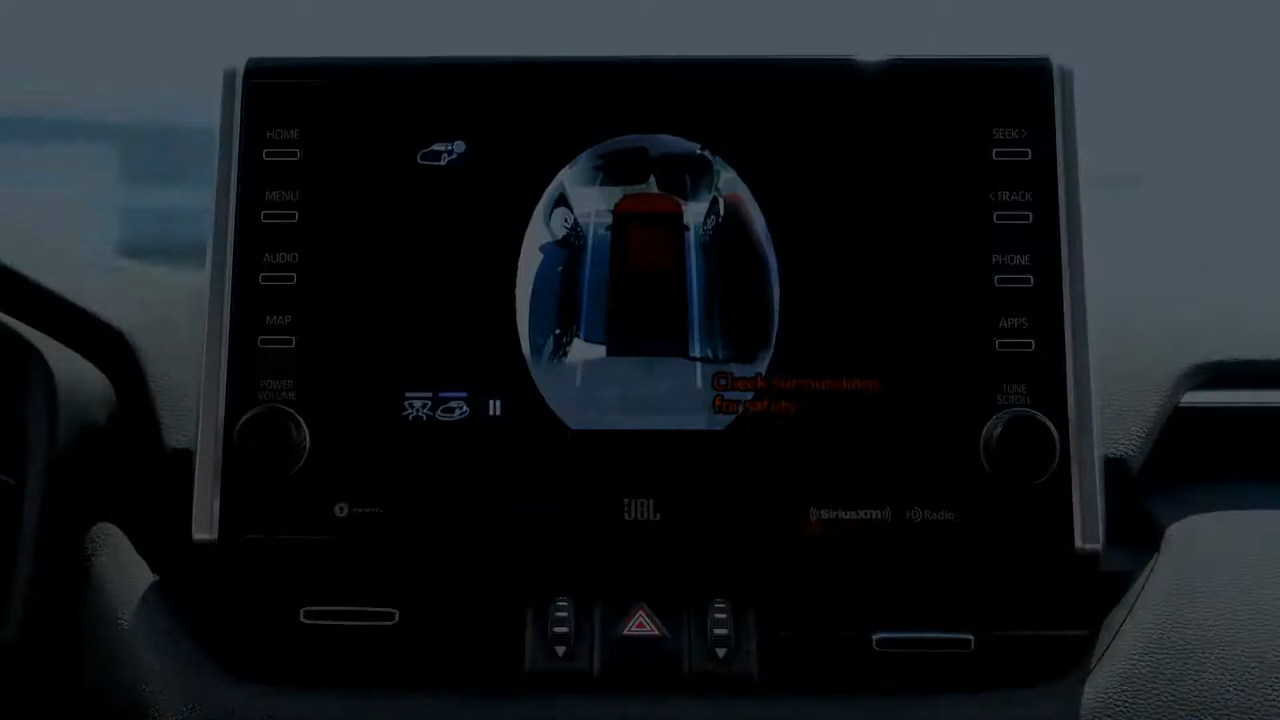 HOME
MENU
AUDIO
MAP
POWER
VOLUME
SEEK >
< TRACK
PHONE
APPS
TUNE
SCROLL
Check surroundings
for safety.
JBL
((SiriusXM))
HD Radio